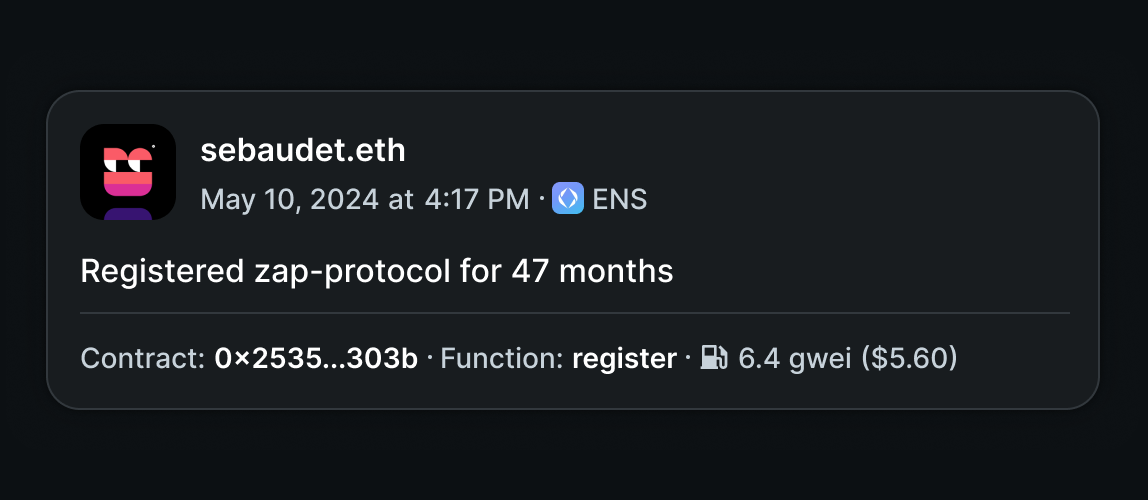 sebaudet.eth
May 10, 2024 at 4:17 PM · ENS
Registered zap-protocol for 47 months
Contract: 0×2535...303b · Function: register · 6.4 gwei ($5.60)